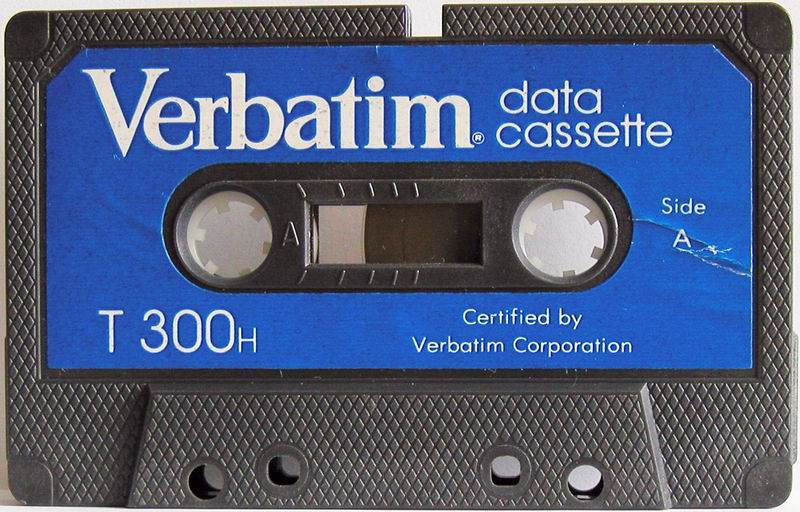 Verbatim® data
cassette
Side
A
A
T 300H
Certified by
Verbatim Corporation